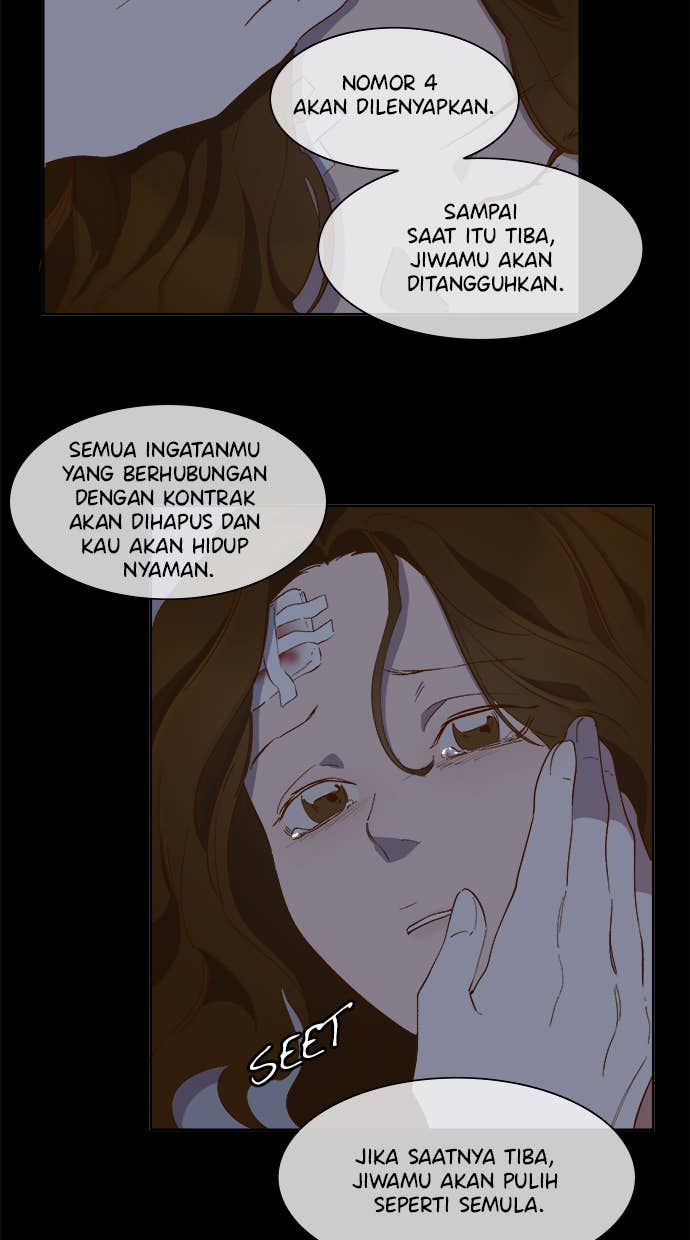 NOMOR 4
AKAN DILENYAPKAN.
SAMPAI
SAAT ITU TIBA,
JIWAMU AKAN
DITANGGUHKAN.
SEMUA INGATANMU
YANG BERHUBUNGAN
DENGAN KONTRAK
AKAN DIHAPUS DAN
KAU AKAN HIDUP
NYAMAN.
SEET
JIKA SAATNYA TIBA,
JIWAMU AKAN PULIH
SEPERTI SEMULA.